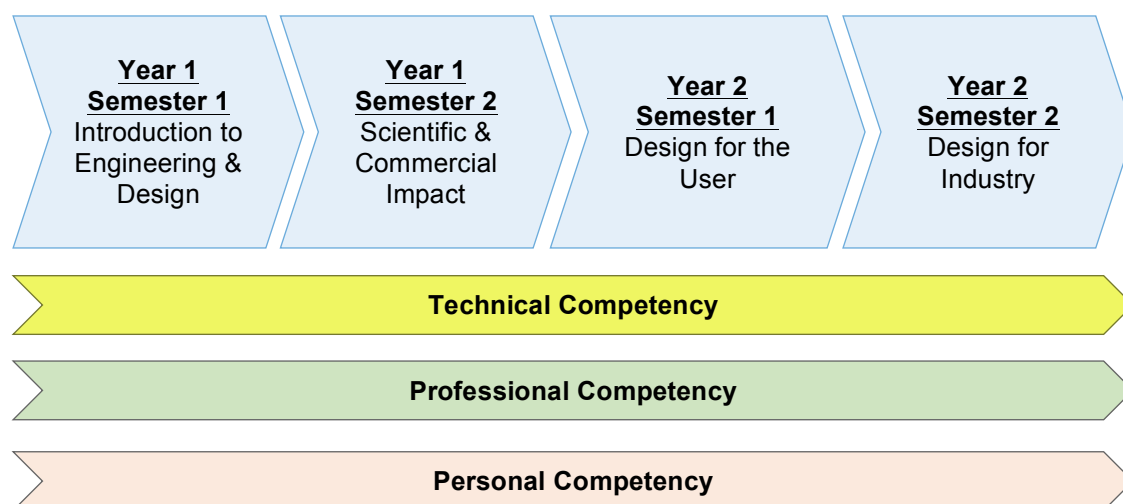 Year 1
Semester 1
Introduction to
Engineering &
Design
Year 1
Semester 2
Scientific &
Commercial
Impact
Year 2
Semester 1
Design for the
User
Year 2
Semester 2
Design for
Industry
Technical Competency
Professional Competency
Personal Competency